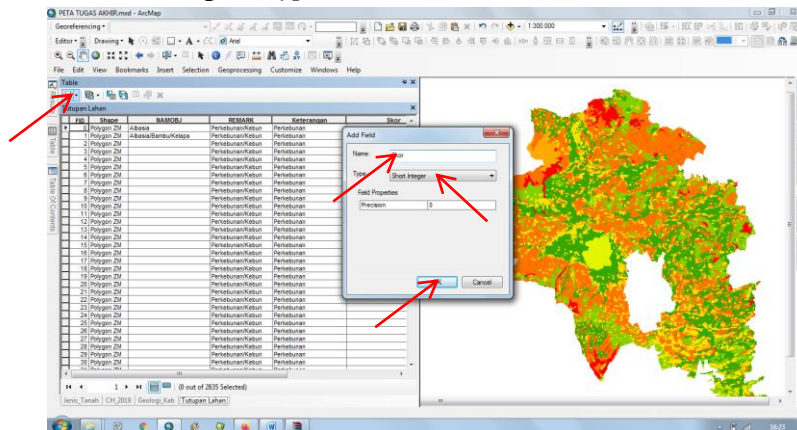 PETA TUGAS AKHIR.mxd - ArcMap
Georeferencing
1:300.000
Editor
Drawing
A
Arial
File Edit View Bookmarks Insert Selection Geoprocessing Customize Windows Help
Table
Tutupan Lahan
FID Shape NAMOBJ REMARK Keterangan Skor
0 Polygon ZM Albasia Perkebunan/Kebun Perkebunan
1 Polygon ZM Albasia/Bambu/Kelapa Perkebunan/Kebun Perkebunan
2 Polygon ZM Perkebunan/Kebun Perkebunan
3 Polygon ZM Perkebunan/Kebun Perkebunan
4 Polygon ZM Perkebunan/Kebun Perkebunan
5 Polygon ZM Perkebunan/Kebun Perkebunan
6 Polygon ZM Perkebunan/Kebun Perkebunan
7 Polygon ZM Perkebunan/Kebun Perkebunan
8 Polygon ZM Perkebunan/Kebun Perkebunan
9 Polygon ZM Perkebunan/Kebun Perkebunan
10 Polygon ZM Perkebunan/Kebun Perkebunan
11 Polygon ZM Perkebunan/Kebun Perkebunan
12 Polygon ZM Perkebunan/Kebun Perkebunan
13 Polygon ZM Perkebunan/Kebun Perkebunan
14 Polygon ZM Perkebunan/Kebun Perkebunan
15 Polygon ZM Perkebunan/Kebun Perkebunan
16 Polygon ZM Perkebunan/Kebun Perkebunan
17 Polygon ZM Perkebunan/Kebun Perkebunan
18 Polygon ZM Perkebunan/Kebun Perkebunan
19 Polygon ZM Perkebunan/Kebun Perkebunan
20 Polygon ZM Perkebunan/Kebun Perkebunan
21 Polygon ZM Perkebunan/Kebun Perkebunan
22 Polygon ZM Perkebunan/Kebun Perkebunan
23 Polygon ZM Perkebunan/Kebun Perkebunan
24 Polygon ZM Perkebunan/Kebun Perkebunan
25 Polygon ZM Perkebunan/Kebun Perkebunan
26 Polygon ZM Perkebunan/Kebun Perkebunan
27 Polygon ZM Perkebunan/Kebun Perkebunan
28 Polygon ZM Perkebunan/Kebun Perkebunan
29 Polygon ZM Perkebunan/Kebun Perkebunan
30 Polygon ZM Perkebunan/Kebun Perkebunan
1
(0 out of 2835 Selected)
Jenis_Tanah CH_2019 Geologi_Kab Tutupan Lahan
Table
Table Of Contents
Add Field
Name: Skor
Type: Short Integer
Field Properties
Precision 0
Cancel
16:23